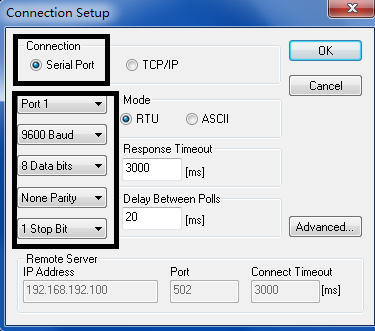 Connection Setup
Connection
Serial Port
TCP/IP
OK
Cancel
Port 1
9600 Baud
8 Data bits
None Parity
1 Stop Bit
Mode
RTU
ASCII
Response Timeout
3000 [ms]
Delay Between Polls
20 [ms]
Advanced...
Remote Server
IP Address Port Connect Timeout
192.168.192.100 502 3000 [ms]